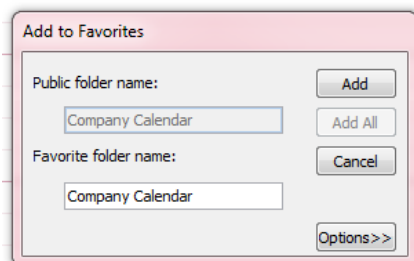 Add to Favorites
Public folder name:
Add
Company Calendar
Add All
Favorite folder name:
Cancel
Company Calendar
Options>>